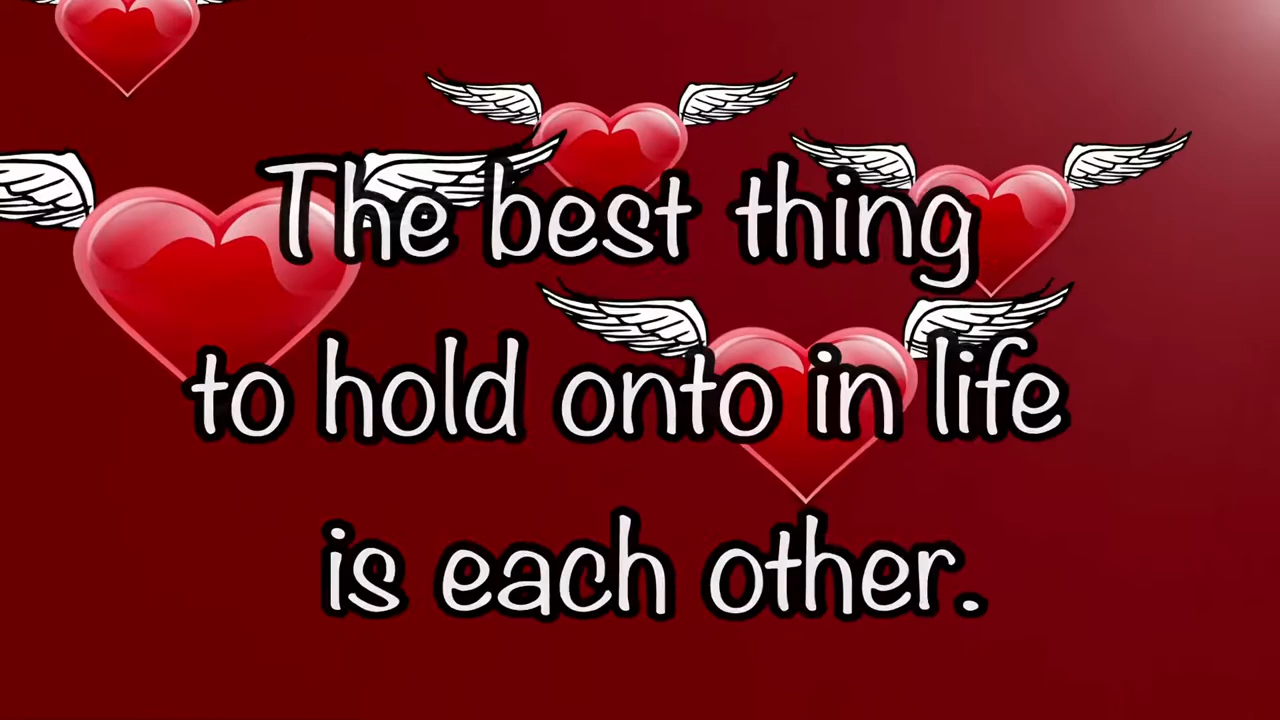 The best thing
to hold onto in life
is each other.